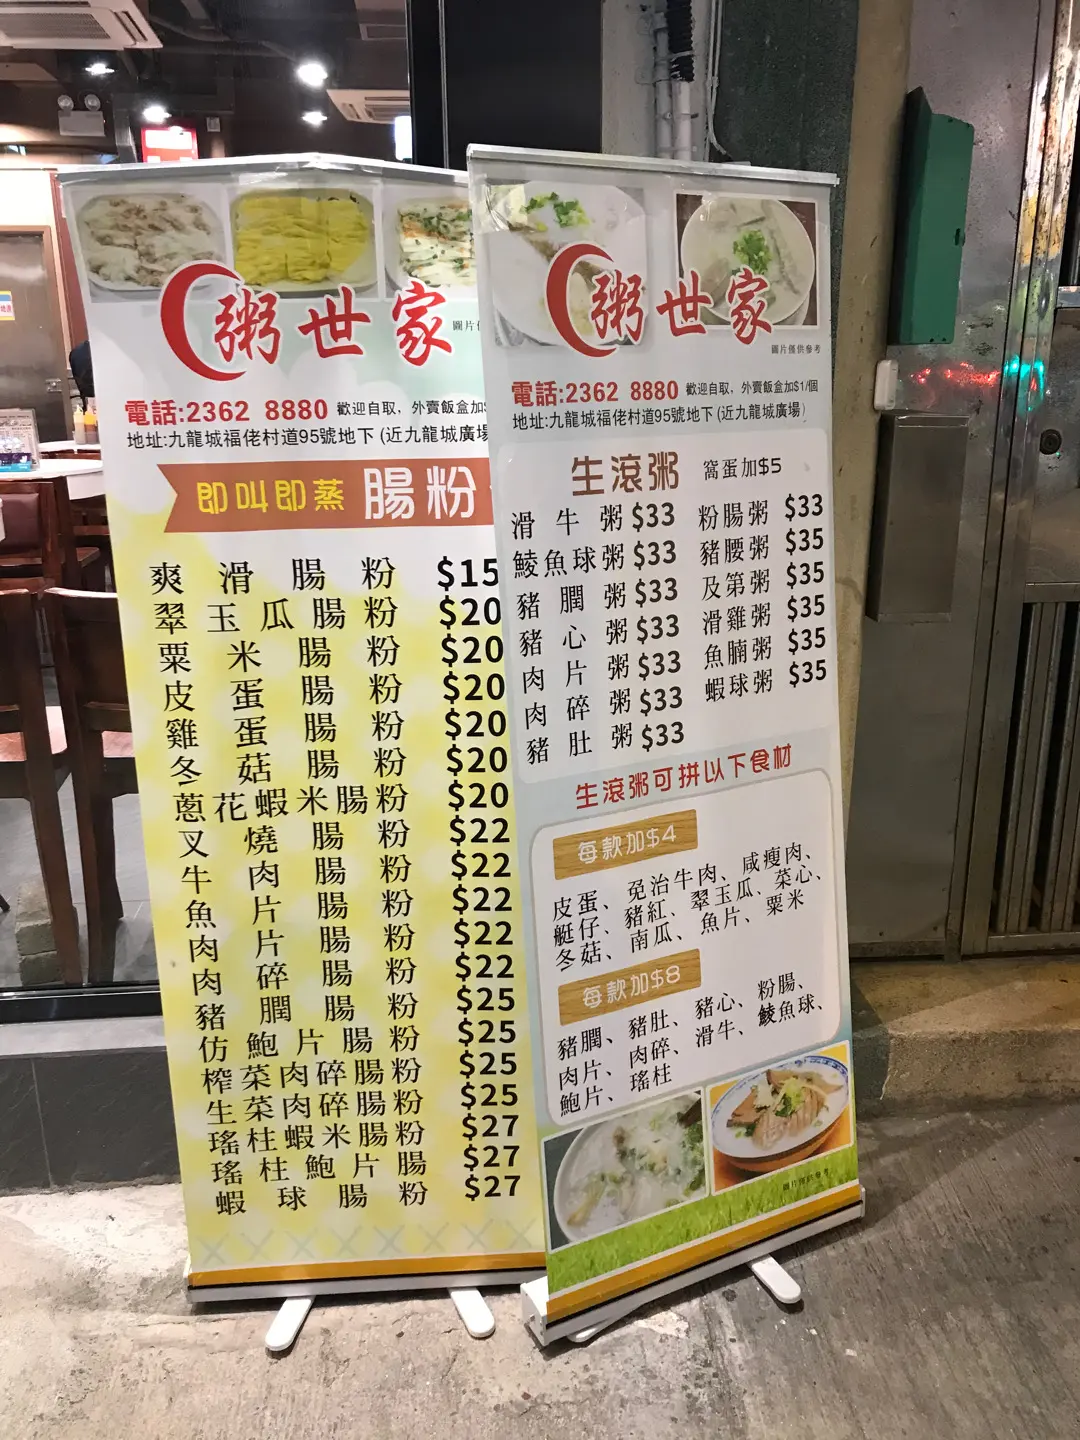 粥世家
圖片僅
電話:2362 8880 歡迎自取，外賣飯盒加$
地址:九龍城福佬村道95號地下 (近九龍城廣場
即叫即蒸 腸粉
爽滑腸粉 $15
翠玉瓜腸粉 $20
粟米腸粉 $20
皮蛋腸粉 $20
雞蛋腸粉 $20
冬菇腸粉 $20
蔥花蝦米腸粉 $20
叉燒腸粉 $22
牛肉腸粉 $22
魚片腸粉 $22
肉片腸粉 $22
肉碎腸粉 $22
豬膶腸粉 $25
仿鮑片腸粉 $25
榨菜肉碎腸粉 $25
生菜肉碎腸粉 $25
瑤柱蝦米腸粉 $27
瑤柱鮑片腸 $27
蝦球腸粉 $27
粥世家
圖片僅供參考
電話:2362 8880 歡迎自取，外賣飯盒加$1/個
地址:九龍城福佬村道95號地下 (近九龍城廣場)
生滾粥 窩蛋加$5
滑牛粥 $33
鯪魚球粥 $33
豬膶粥 $33
豬心粥 $33
肉片粥 $33
肉碎粥 $33
豬肚粥 $33
粉腸粥 $33
豬腰粥 $35
及第粥 $35
滑雞粥 $35
魚腩粥 $35
蝦球粥 $35
生滾粥可拼以下食材
每款加$4
皮蛋、免治牛肉、咸瘦肉、
艇仔、豬紅、翠玉瓜、菜心、
冬菇、南瓜、魚片、粟米
每款加$8
豬膶、豬肚、豬心、粉腸、
肉片、肉碎、滑牛、鯪魚球、
鮑片、瑤柱
圖片僅供參考